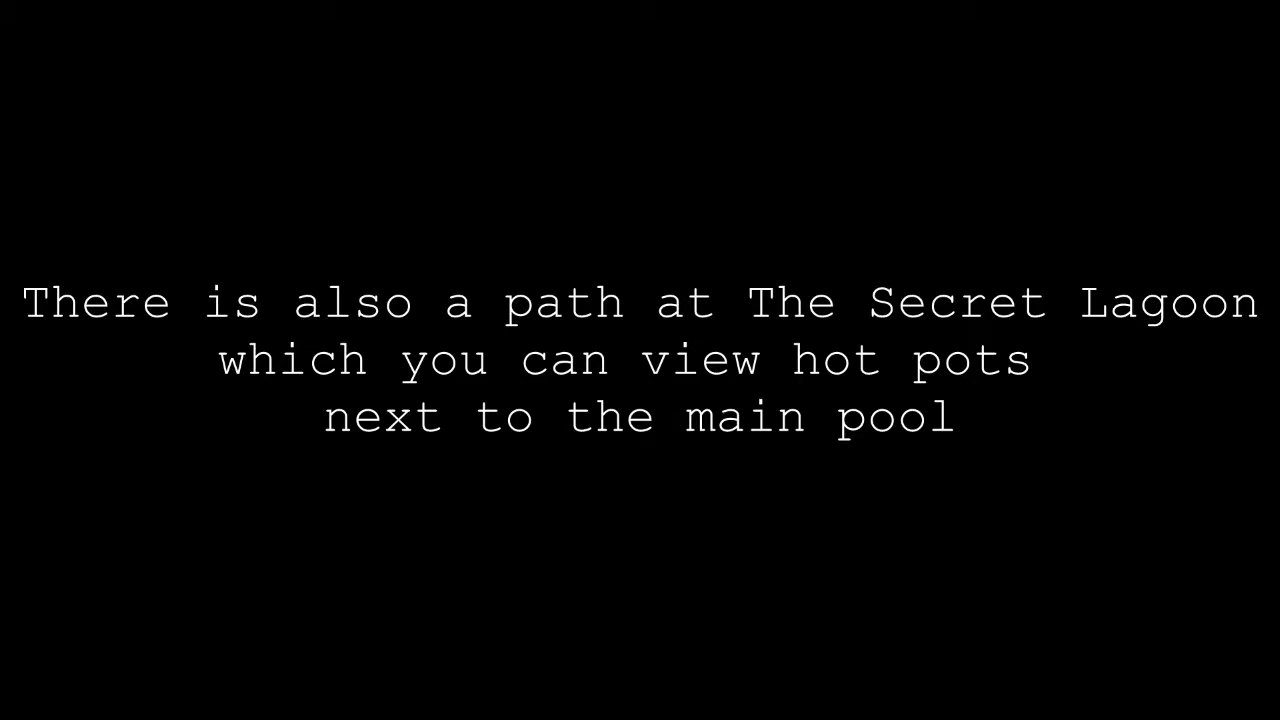 There is also a path at The Secret Lagoon
which you can view hot pots
next to the main pool